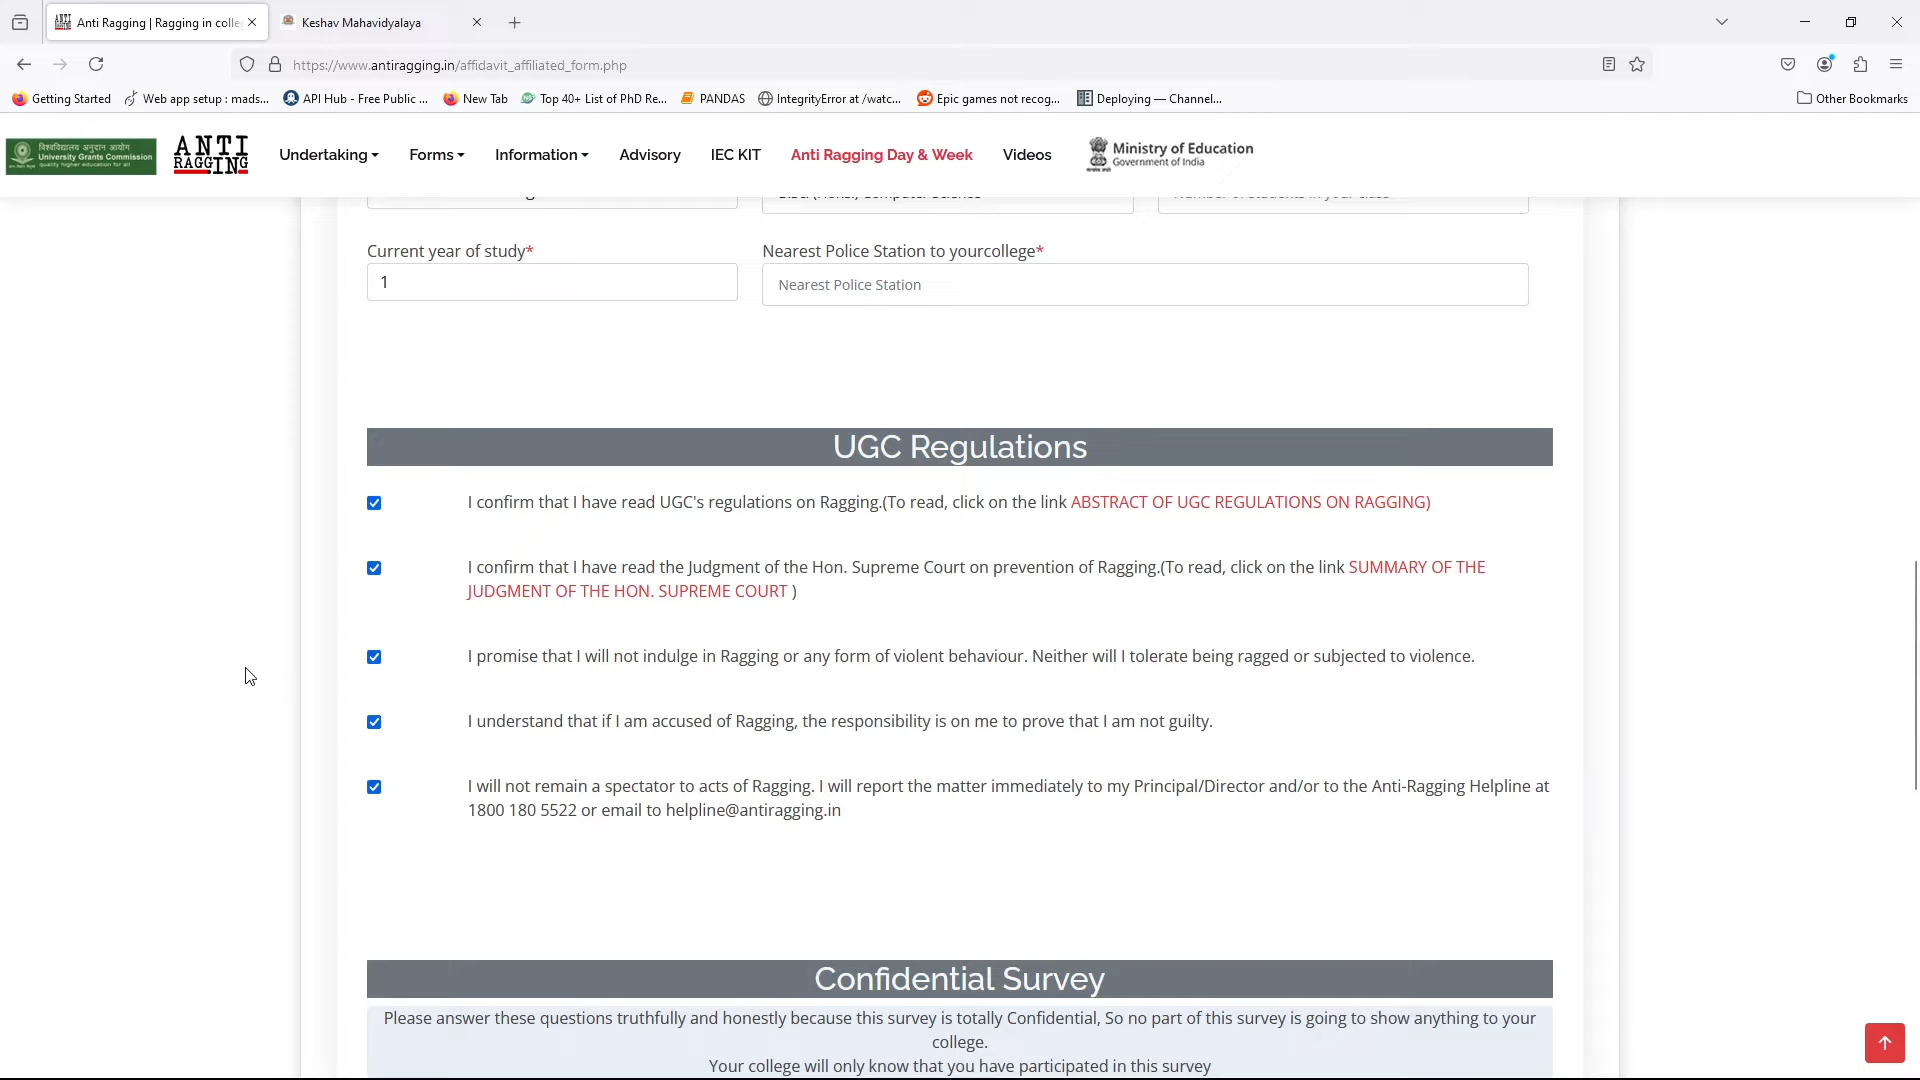 Anti Ragging | Ragging in colle
Keshav Mahavidyalaya
https://www.antiragging.in/affidavit_affiliated_form.php
Getting Started
Web app setup : mads...
API Hub - Free Public ...
New Tab
Top 40+ List of PhD Re...
PANDAS
IntegrityError at /watc...
Epic games not recog...
Deploying — Channel...
Other Bookmarks
विश्वविद्यालय अनुदान आयोग
University Grants Commission
quality higher education for all
ANTI
RAGGING
Undertaking
Forms
Information
Advisory
IEC KIT
Anti Ragging Day & Week
Videos
Ministry of Education
Government of India
Current year of study*
Nearest Police Station to yourcollege*
1
Nearest Police Station
UGC Regulations
I confirm that I have read UGC's regulations on Ragging.(To read, click on the link ABSTRACT OF UGC REGULATIONS ON RAGGING)
I confirm that I have read the Judgment of the Hon. Supreme Court on prevention of Ragging.(To read, click on the link SUMMARY OF THE
JUDGMENT OF THE HON. SUPREME COURT )
I promise that I will not indulge in Ragging or any form of violent behaviour. Neither will I tolerate being ragged or subjected to violence.
I understand that if I am accused of Ragging, the responsibility is on me to prove that I am not guilty.
I will not remain a spectator to acts of Ragging. I will report the matter immediately to my Principal/Director and/or to the Anti-Ragging Helpline at
1800 180 5522 or email to helpline@antiragging.in
Confidential Survey
Please answer these questions truthfully and honestly because this survey is totally Confidential, So no part of this survey is going to show anything to your
college.
Your college will only know that you have participated in this survey